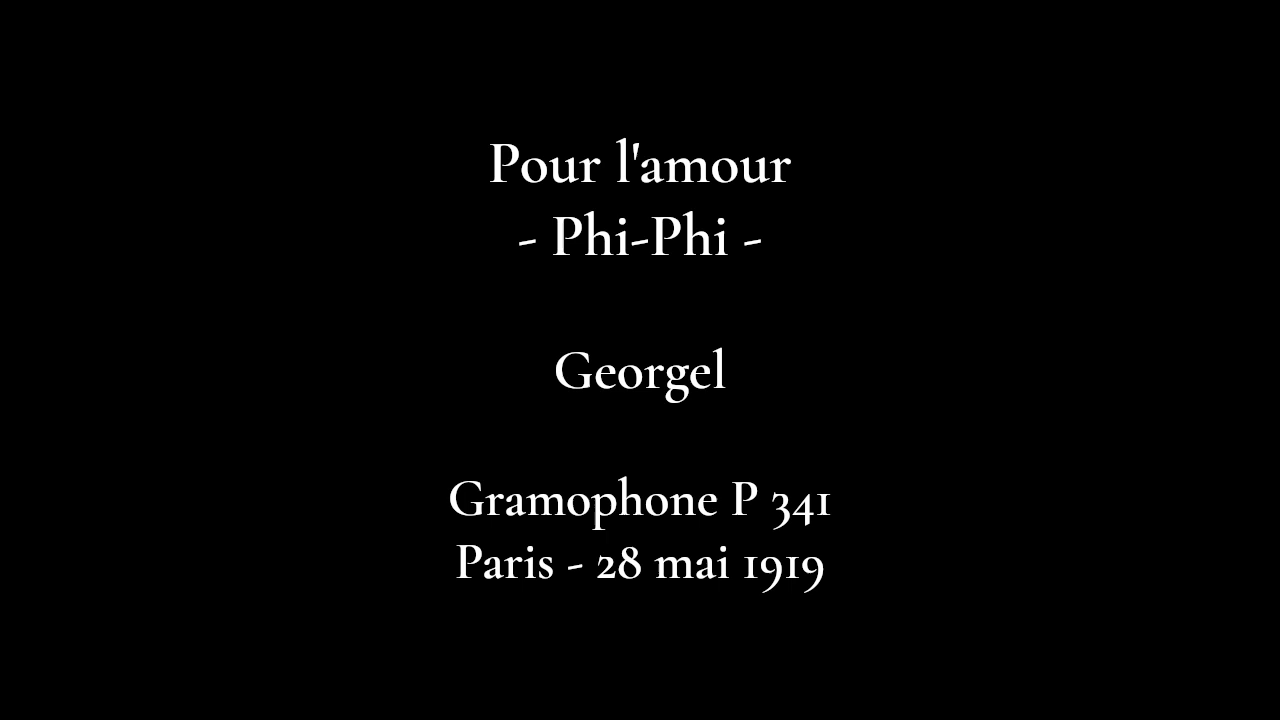 Pour l'amour
- Phi-Phi -
Georgel
Gramophone P 341
Paris - 28 mai 1919